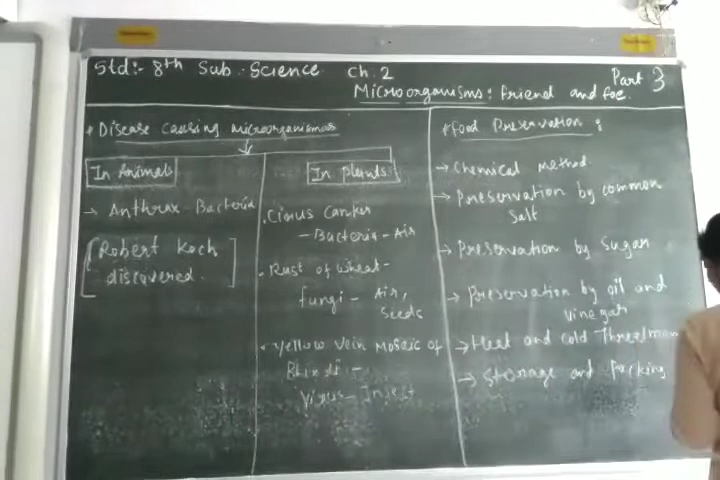 Std:- 8th Sub:- Science Ch.2 Part 3
Microorganisms: friend and foe.
* Disease causing microorganismas
In Animals
→ Anthrax - Bacteria
[Robert Koch
discovered.]
In plants
• Citrus Canker
- Bacteria - Air
• Rust of wheat -
fungi - Air,
Seeds
• Yellow vein Mosaic of
Bhindi -
Virus - Insect
* Food Preservation :
→ Chemical method
→ Preservation by common
Salt
→ Preservation by Sugar
→ Preservation by oil and
vinegar
→ Heat and cold
→ Storage and Packing